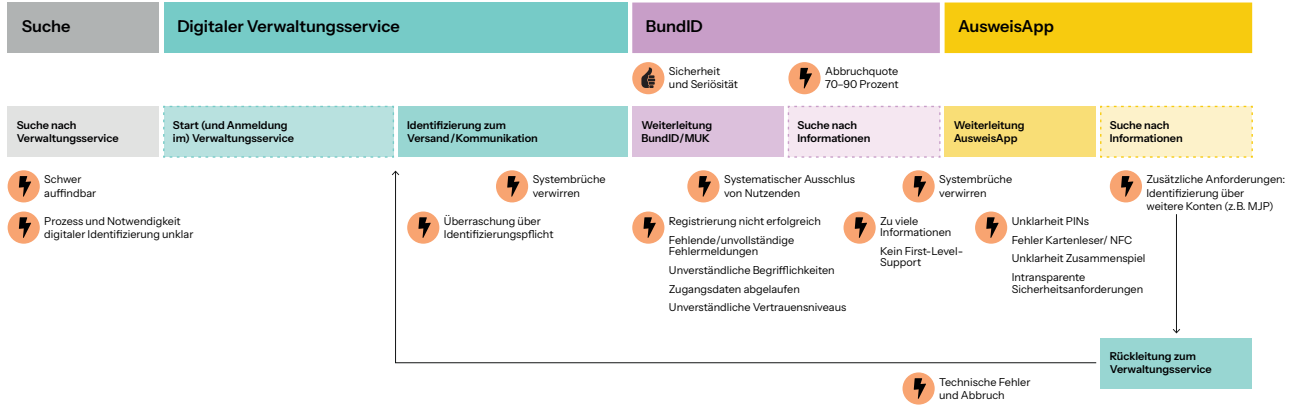 Suche
Digitaler Verwaltungsservice
BundID
AusweisApp
Sicherheit
und Seriösität
Abbruchquote
70–90 Prozent
Suche nach
Verwaltungsservice
Start (und Anmeldung
im) Verwaltungsservice
Identifizierung zum
Versand/Kommunikation
Weiterleitung
BundID/MUK
Suche nach
Informationen
Weiterleitung
AusweisApp
Suche nach
Informationen
Schwer
auffindbar
Prozess und Notwendigkeit
digitaler Identifizierung unklar
Systembrüche
verwirren
Überraschung über
Identifizierungspflicht
Systematischer Ausschlus
von Nutzenden
Registrierung nicht erfolgreich
Fehlende/unvollständige
Fehlermeldungen
Unverständliche Begrifflichkeiten
Zugangsdaten abgelaufen
Unverständliche Vertrauensniveaus
Systembrüche
verwirren
Zu viele
Informationen
Kein First-Level-
Support
Unklarheit PINs
Fehler Kartenleser/ NFC
Unklarheit Zusammenspiel
Intransparente
Sicherheitsanforderungen
Zusätzliche Anforderungen:
Identifizierung über
weitere Konten (z.B. MJP)
Rückleitung zum
Verwaltungsservice
Technische Fehler
und Abbruch